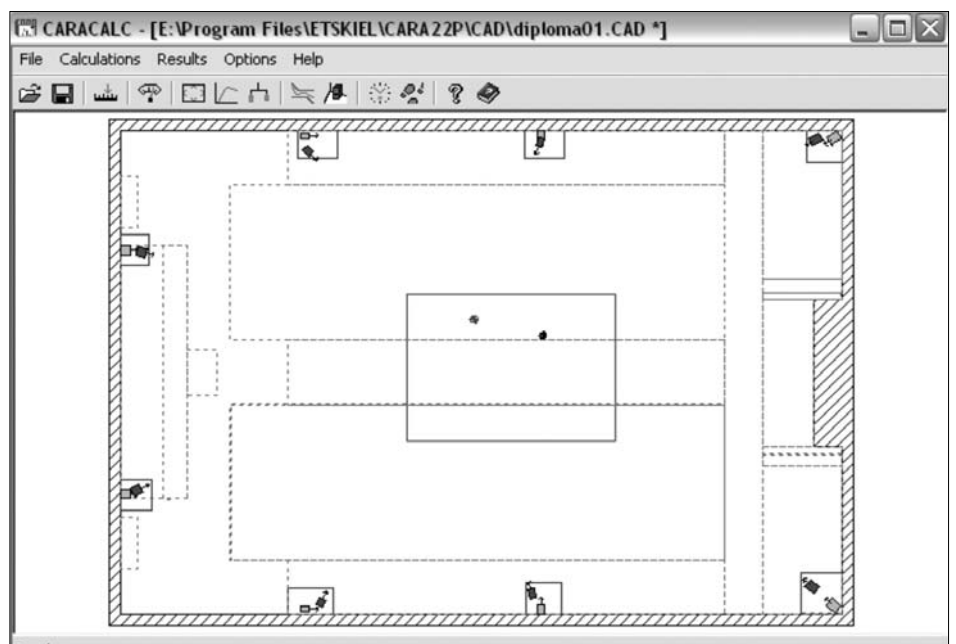 CARACALC - [E:\Program Files\ETSKIEL\CARA22P\CAD\diploma01.CAD *]
File Calculations Results Options Help